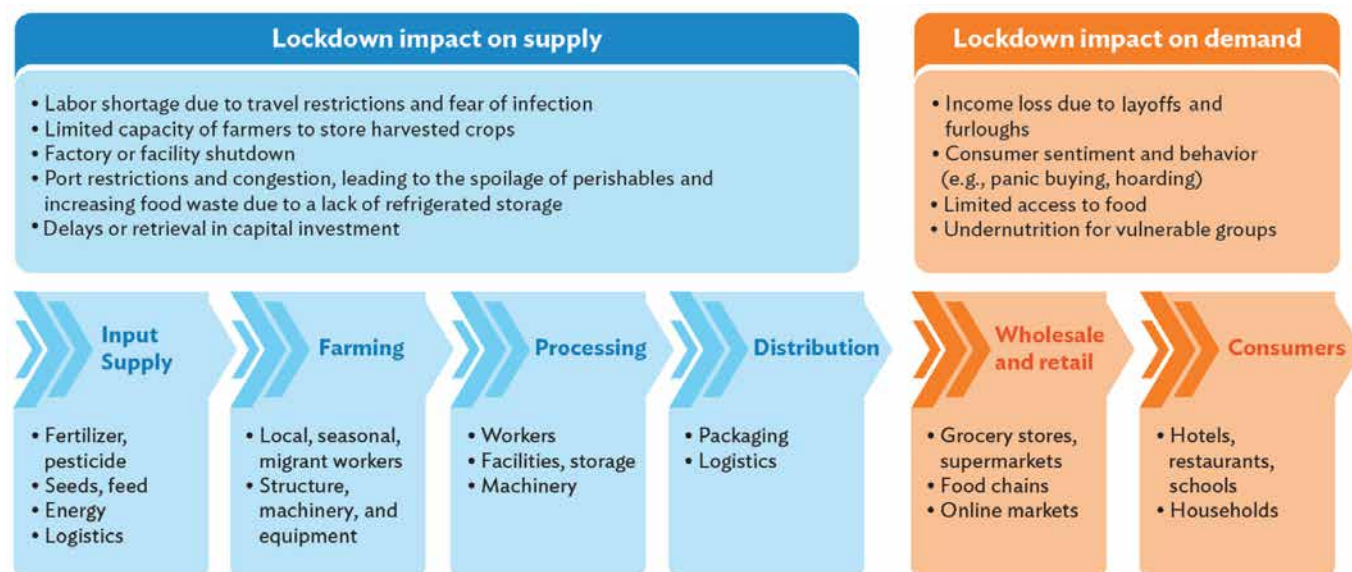 Lockdown impact on supply
• Labor shortage due to travel restrictions and fear of infection
• Limited capacity of farmers to store harvested crops
• Factory or facility shutdown
• Port restrictions and congestion, leading to the spoilage of perishables and
increasing food waste due to a lack of refrigerated storage
• Delays or retrieval in capital investment
Lockdown impact on demand
• Income loss due to layoffs and
furloughs
• Consumer sentiment and behavior
(e.g., panic buying, hoarding)
• Limited access to food
• Undernutrition for vulnerable groups
Input
Supply
• Fertilizer,
pesticide
• Seeds, feed
• Energy
• Logistics
Farming
• Local, seasonal,
migrant workers
• Structure,
machinery, and
equipment
Processing
• Workers
• Facilities, storage
• Machinery
Distribution
• Packaging
• Logistics
Wholesale
and retail
• Grocery stores,
supermarkets
• Food chains
• Online markets
Consumers
• Hotels,
restaurants,
schools
• Households